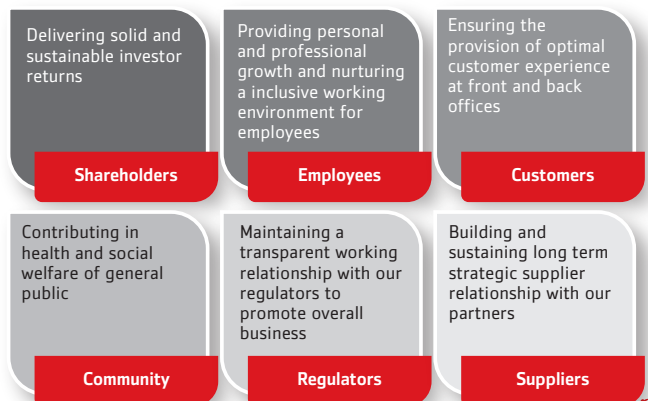 Delivering solid and
sustainable investor
returns
Shareholders
Providing personal
and professional
growth and nurturing
a inclusive working
environment for
employees
Employees
Ensuring the
provision of optimal
customer experience
at front and back
offices
Customers
Contributing in
health and social
welfare of general
public
Community
Maintaining a
transparent working
relationship with our
regulators to
promote overall
business
Regulators
Building and
sustaining long term
strategic supplier
relationship with our
partners
Suppliers